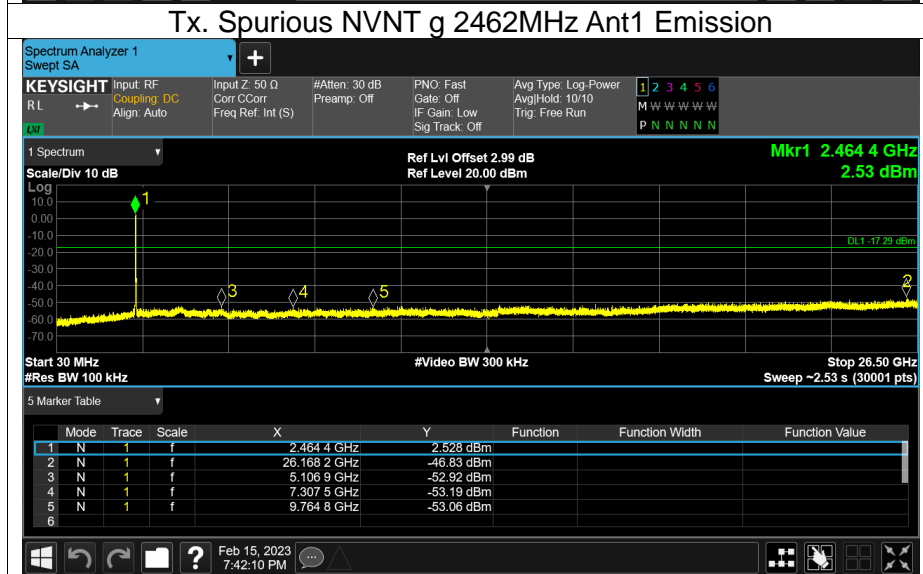 Tx. Spurious NVNT g 2462MHz Ant1 Emission
Spectrum Analyzer 1
Swept SA
+
KEYSIGHT Input: RF Input Z: 50 Ω #Atten: 30 dB PNO: Fast Avg Type: Log-Power 1 2 3 4 5 6
R L Coupling: DC Corr CCorr Preamp: Off Gate: Off Avg|Hold: 10/10 M W W W W W
Align: Auto Freq Ref: Int (S) IF Gain: Low Trig: Free Run
LXI Sig Track: Off P N N N N N
1 Spectrum Ref Lvl Offset 2.99 dB Mkr1 2.464 4 GHz
Scale/Div 10 dB Ref Level 20.00 dBm 2.53 dBm
Log
10.0 1
0.00
-10.0
DL1 -17.29 dBm
-20.0
-30.0
-40.0 3 4 5 2
-50.0
-60.0
-70.0
Start 30 MHz #Video BW 300 kHz Stop 26.50 GHz
#Res BW 100 kHz Sweep ~2.53 s (30001 pts)
5 Marker Table
Mode Trace Scale X Y Function Function Width Function Value
1 N 1 f 2.464 4 GHz 2.528 dBm
2 N 1 f 26.168 2 GHz -46.83 dBm
3 N 1 f 5.106 9 GHz -52.92 dBm
4 N 1 f 7.307 5 GHz -53.19 dBm
5 N 1 f 9.764 8 GHz -53.06 dBm
6
? Feb 15, 2023
7:42:10 PM